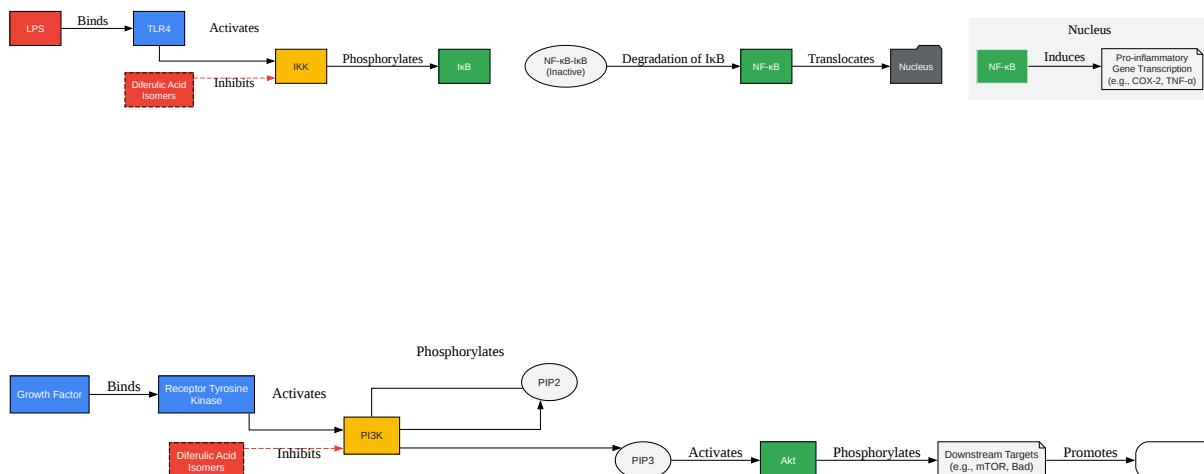 LPS
Binds
TLR4
Activates
IKK
Phosphorylates
IκB
Diferulic Acid
Isomers
Inhibits
NF-κB-IκB
(Inactive)
Degradation of IκB
NF-κB
Translocates
Nucleus
Nucleus
NF-κB
Induces
Pro-inflammatory
Gene Transcription
(e.g., COX-2, TNF-α)
Growth Factor
Binds
Receptor Tyrosine
Kinase
Activates
Phosphorylates
PIP2
PI3K
Diferulic Acid
Isomers
Inhibits
PIP3
Activates
Akt
Phosphorylates
Downstream Targets
(e.g., mTOR, Bad)
Promotes